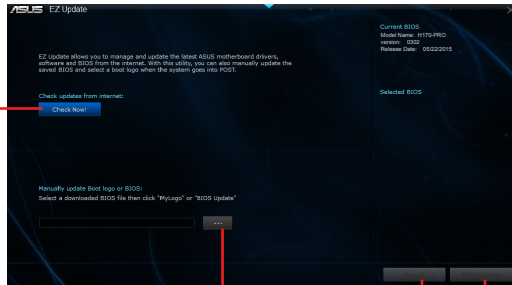 ASUS EZ Update
Current BIOS
Model Name: H170-PRO
version: 0302
Release Date: 05/22/2015
EZ Update allows you to manage and update the latest ASUS motherboard drivers,
software and BIOS from the internet. With this utility, you can also manually update the
saved BIOS and select a boot logo when the system goes into POST.
Check updates from internet:
Selected BIOS
Check Now!
Manually update Boot logo or BIOS:
Select a downloaded BIOS file then click "MyLogo" or "BIOS Update"
...